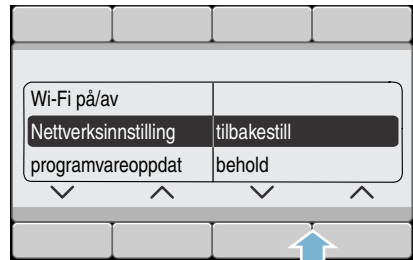 Wi-Fi på/av
Nettverksinnstilling tilbakestill
programvareoppdat behold